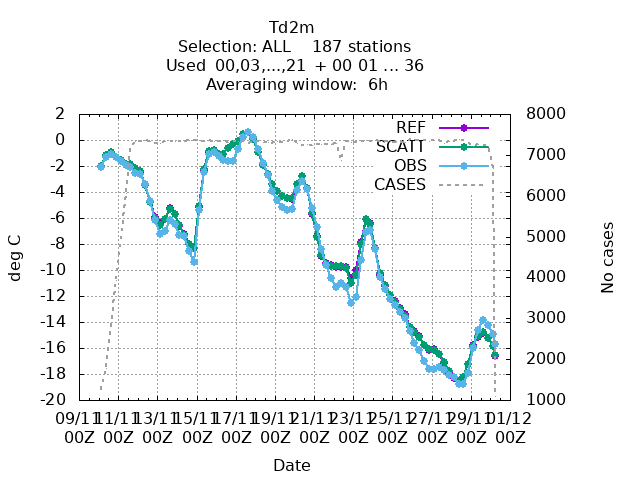 Td2m
Selection: ALL    187 stations
Used  00,03,...,21  + 00 01 ... 36
Averaging window:  6h
REF
SCATT
OBS
CASES
2
0
-2
-4
-6
-8
-10
-12
-14
-16
-18
-20
deg C
8000
7000
6000
5000
4000
3000
2000
1000
No cases
09/11 11/11 13/11 15/11 17/11 19/11 21/11 23/11 25/11 27/11 29/11 01/12
00Z 00Z 00Z 00Z 00Z 00Z 00Z 00Z 00Z 00Z 00Z 00Z
Date